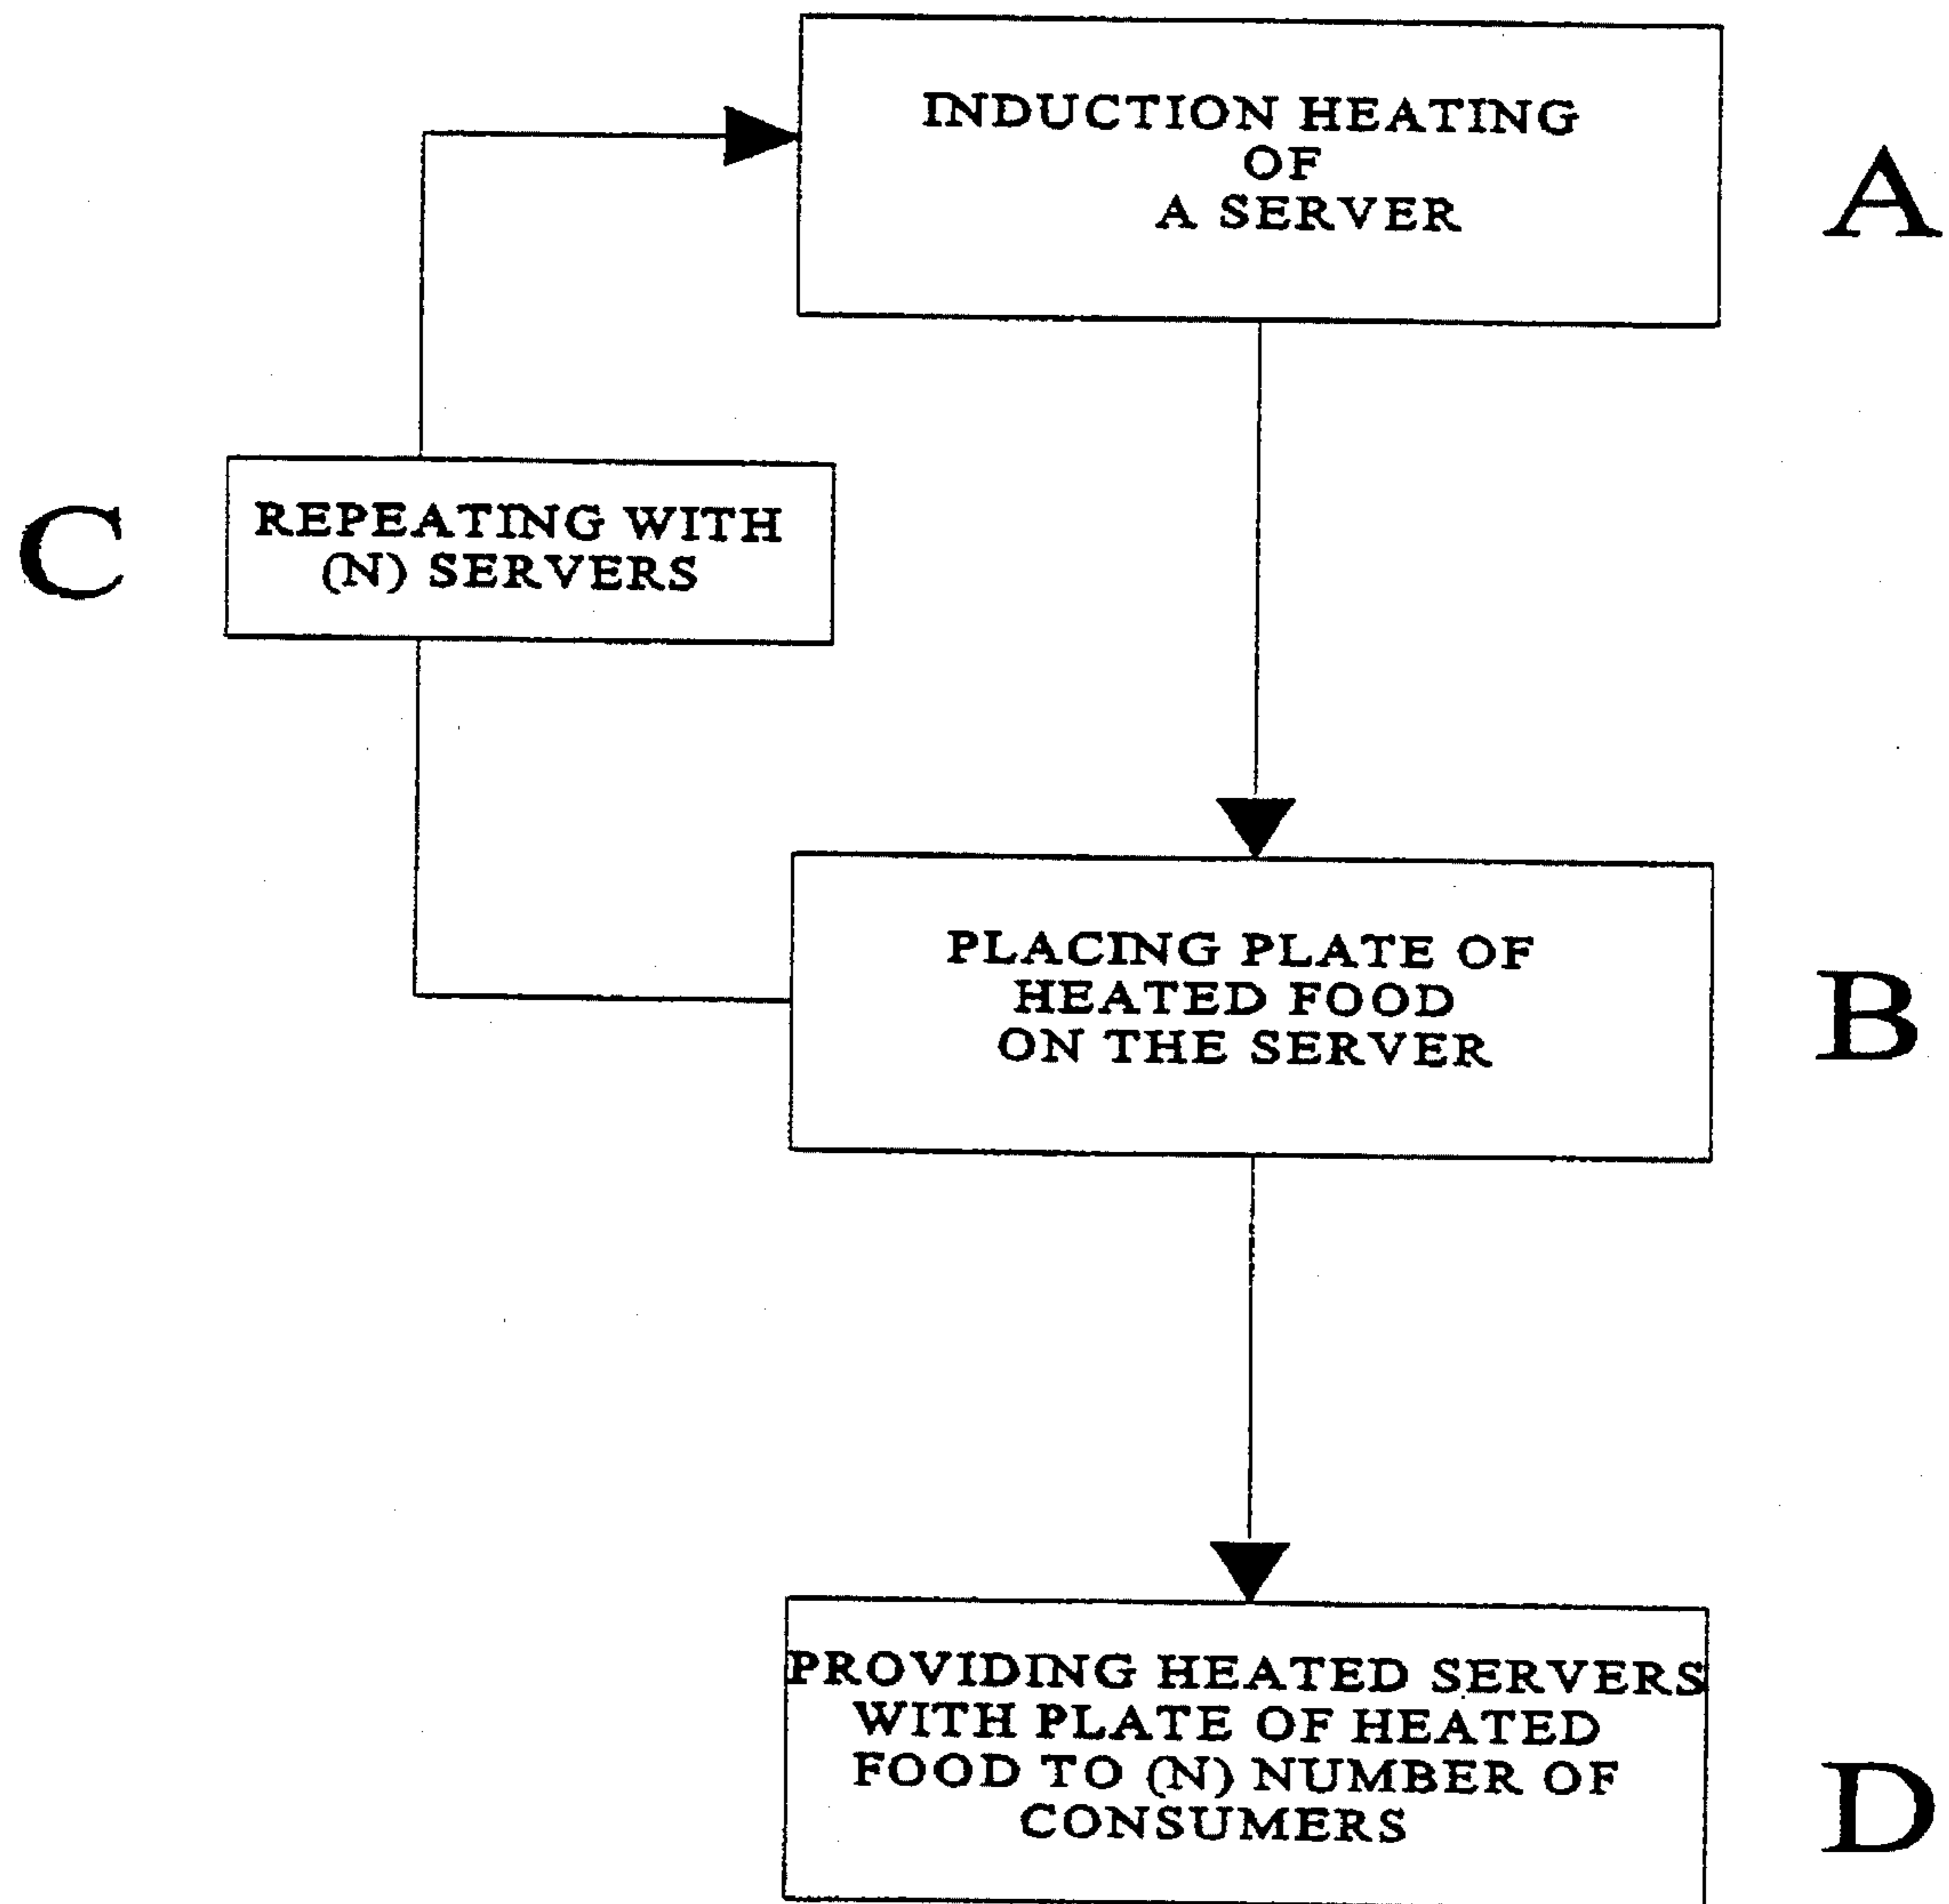 INDUCTION HEATING
OF
A SERVER
A
C
REPEATING WITH
(N) SERVERS
PLACING PLATE OF
HEATED FOOD
ON THE SERVER
B
PROVIDING HEATED SERVERS
WITH PLATE OF HEATED
FOOD TO (N) NUMBER OF
CONSUMERS
D